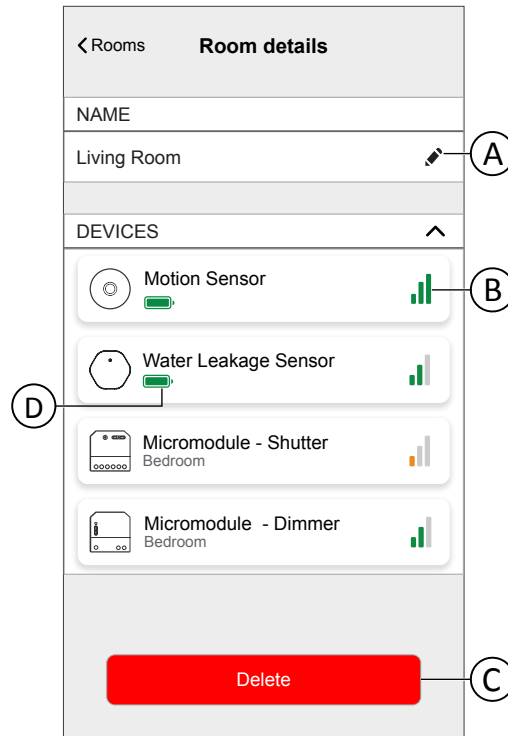 Rooms Room details
NAME
Living Room
A
DEVICES
Motion Sensor
B
Water Leakage Sensor
D
Micromodule - Shutter
Bedroom
Micromodule - Dimmer
Bedroom
Delete
C